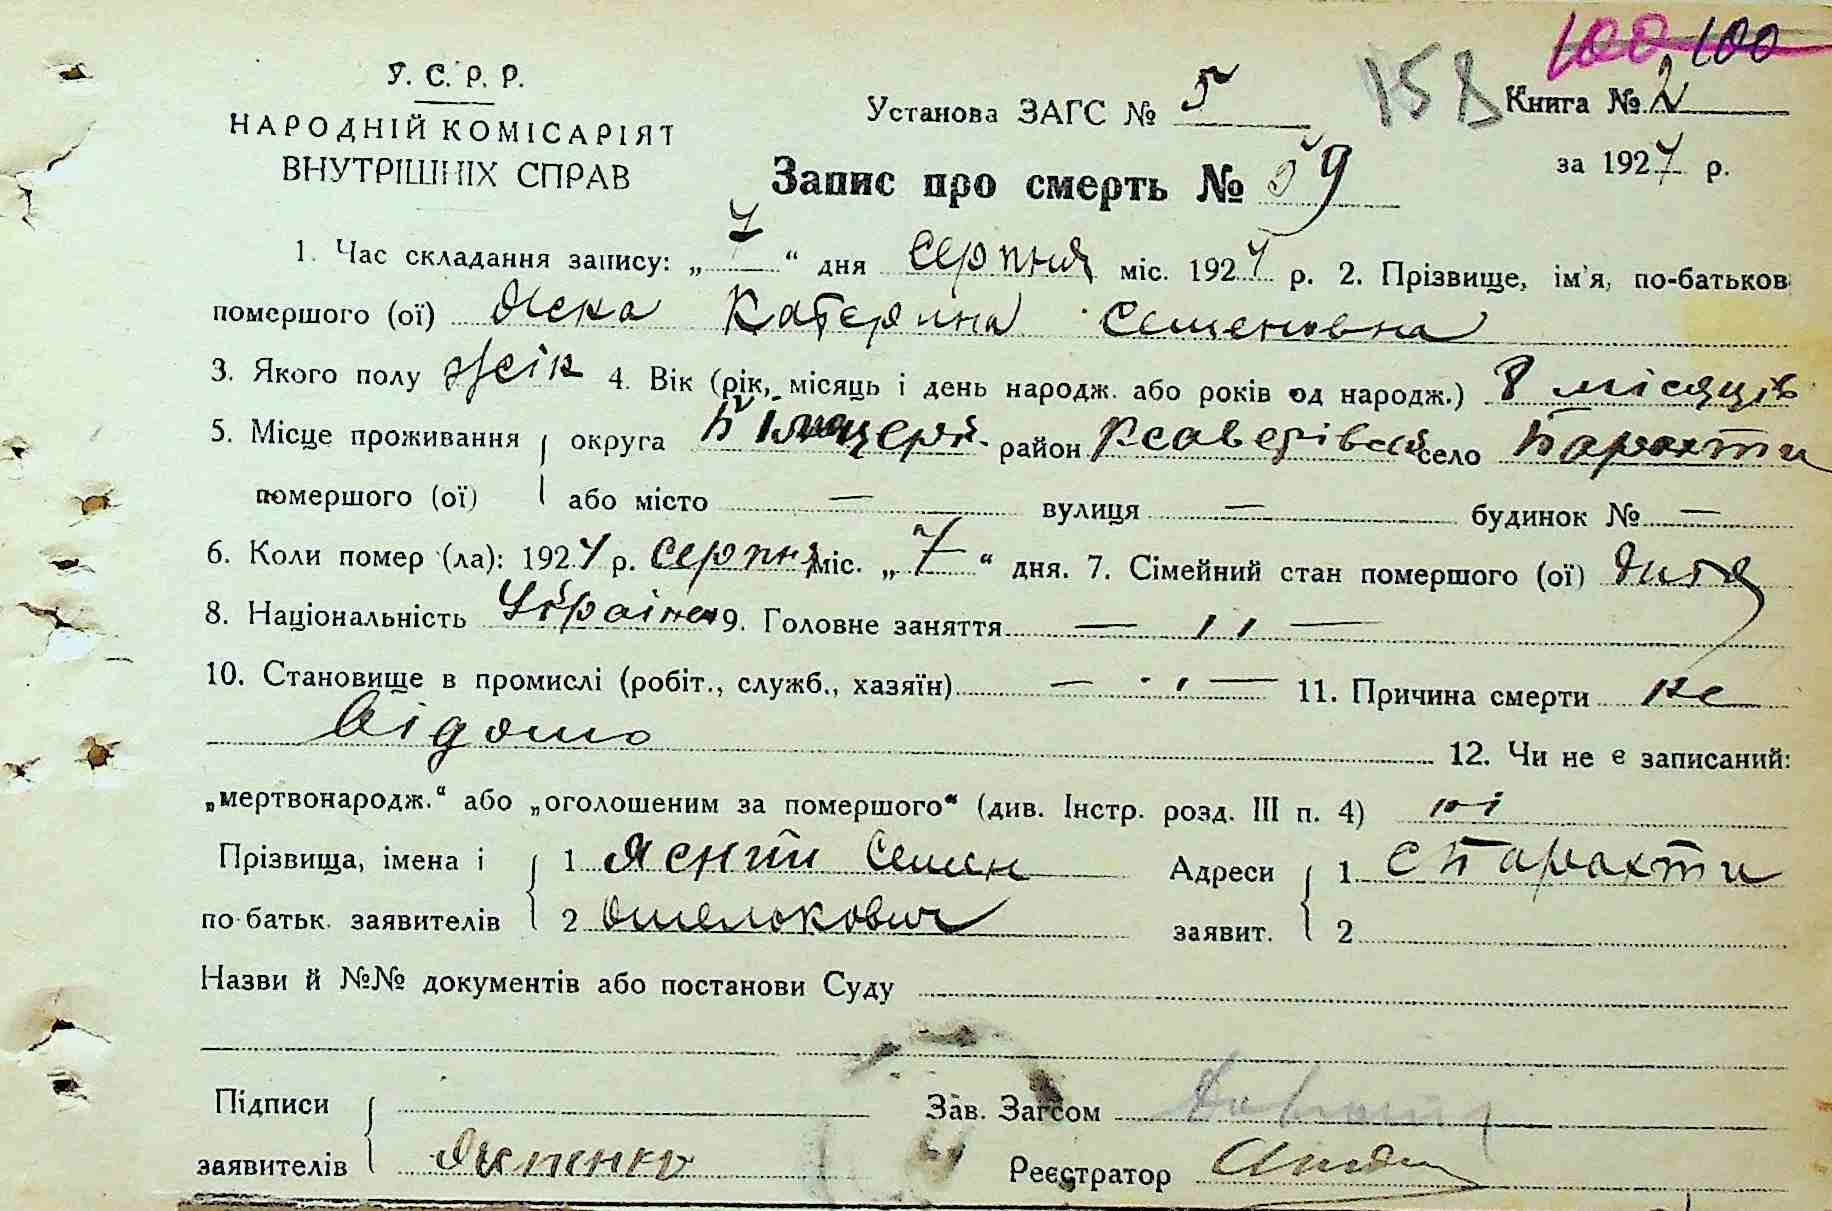 100 100
У. С. Р. Р.
НАРОДНІЙ КОМІСАРІЯТ
ВНУТРІШНІХ СПРАВ
Установа ЗАГС № 5
158
Книга № 2
за 1927 р.
Запис про смерть № 59
1. Час складання запису: „7“ дня серпня міс. 1927 р. 2. Прізвище, ім'я, по-батьков
помершого (ої) Ясна Катерина Семеновна
3. Якого полу жін 4. Вік (рік, місяць і день народж. або років од народж.) 8 місяців
5. Місце проживання округа Білоцерк. район Ксаверівськ село Барахти
помершого (ої) або місто — вулиця — будинок № —
6. Коли помер (ла): 1927 р. серпня міс. „7“ дня. 7. Сімейний стан помершого (ої) дитя
8. Національність Українка 9. Головне заняття — ,, —
10. Становище в промислі (робіт., служб., хазяїн) — ,, — 11. Причина смерти не
відомо
12. Чи не є записаний:
„мертвонародж.“ або „оголошеним за помершого“ (див. Інстр. розд. III п. 4) ні
Прізвища, імена і 1 Ясний Семен Адреси 1 с Барахти
по батьк. заявителів 2 Омелькович заявит. 2
Назви й №№ документів або постанови Суду
Підписи Зав. Загсом
заявителів Реєстратор